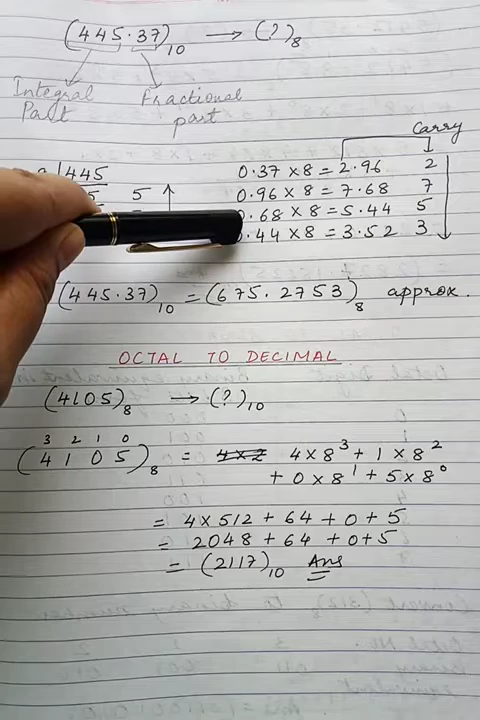 (445.37)₁₀ → (?)₈
Integral Part
Fractional part
Carry
445
5
0.37 × 8 = 2.96 2
0.96 × 8 = 7.68 7
0.68 × 8 = 5.44 5
.44 × 8 = 3.52 3
(445.37)₁₀ = (675.2753)₈ approx.
OCTAL TO DECIMAL
(4105)₈ → (?)₁₀
3 2 1 0
(4105)₈ = 4 × 8³ + 1 × 8²
+ 0 × 8¹ + 5 × 8⁰
= 4 × 512 + 64 + 0 + 5
= 2048 + 64 + 0 + 5
= (2117)₁₀ Ans